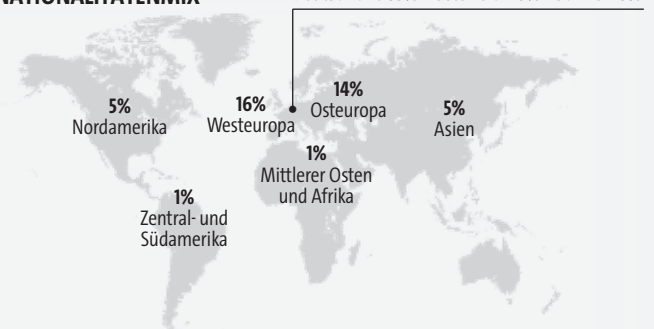 NATIONALITÄTENMIX
5%
Nordamerika
16%
Westeuropa
14%
Osteuropa
5%
Asien
1%
Mittlerer Osten
und Afrika
1%
Zentral- und
Südamerika